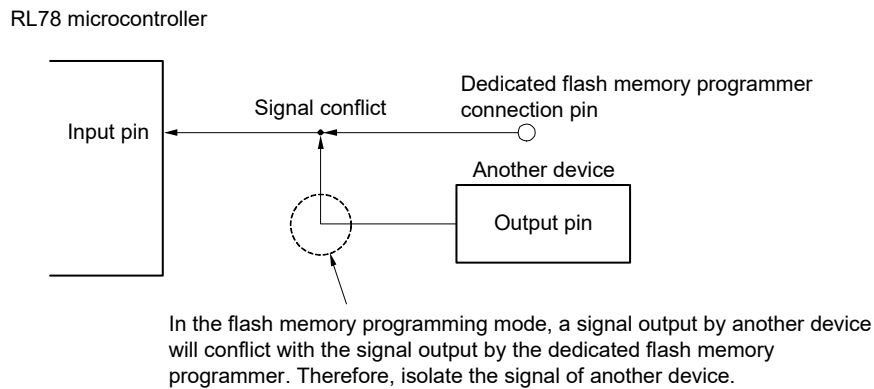 RL78 microcontroller
Dedicated flash memory programmer
connection pin
Signal conflict
Input pin
Another device
Output pin
In the flash memory programming mode, a signal output by another device
will conflict with the signal output by the dedicated flash memory
programmer. Therefore, isolate the signal of another device.